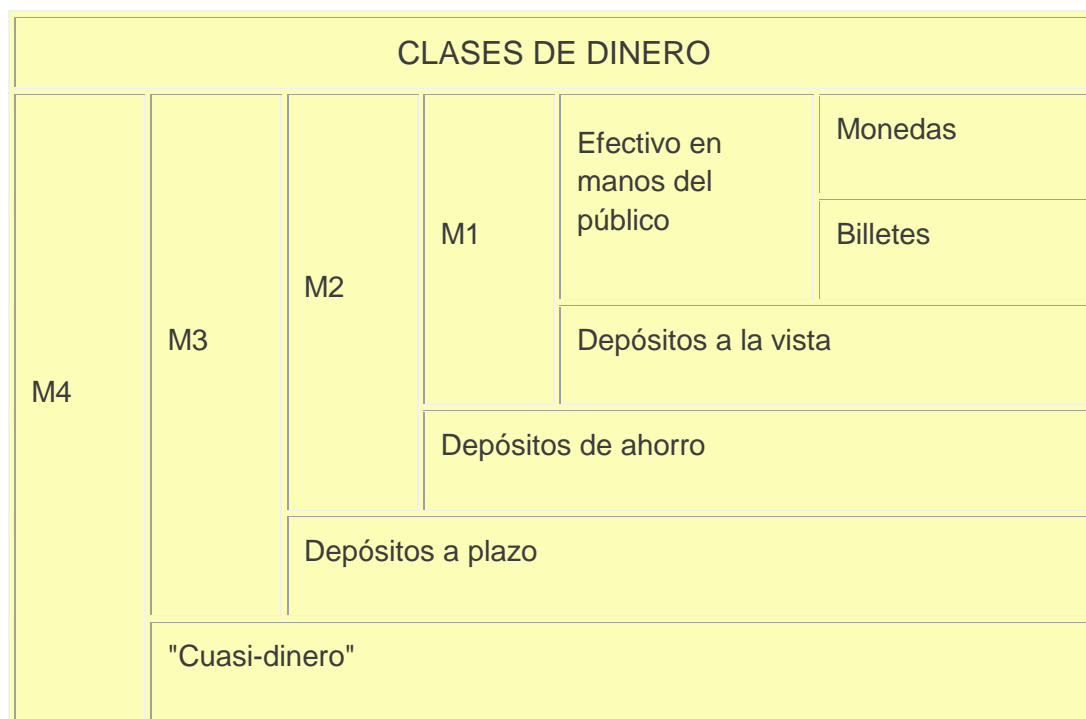 CLASES DE DINERO
M4
M3
M2
M1
Efectivo en
manos del
público
Monedas
Billetes
Depósitos a la vista
Depósitos de ahorro
Depósitos a plazo
"Cuasi-dinero"